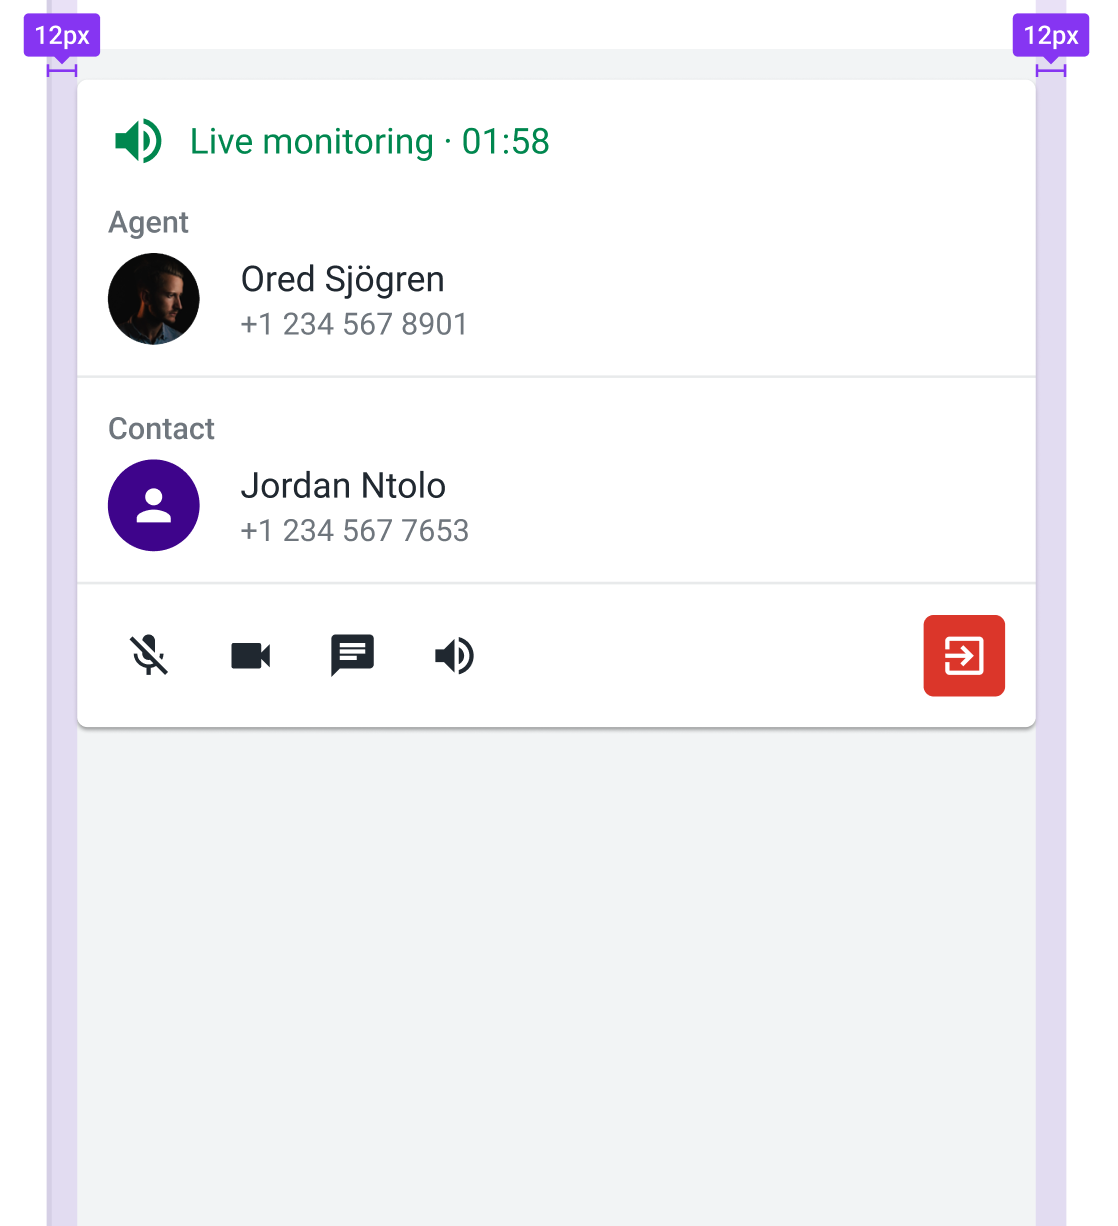 12px
12px
Live monitoring · 01:58
Agent
Ored Sjögren
+1 234 567 8901
Contact
Jordan Ntolo
+1 234 567 7653